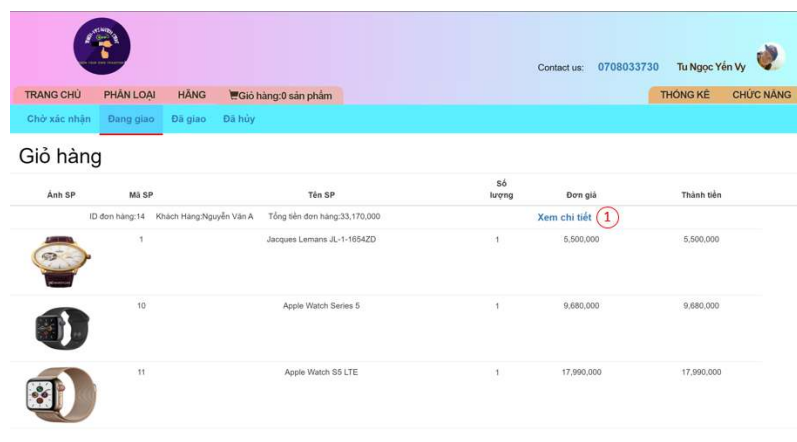 Contact us: 0708033730 Tu Ngọc Yến Vy
TRANG CHỦ PHÂN LOẠI HÃNG Giỏ hàng:0 sản phẩm THỐNG KÊ CHỨC NĂNG
Chờ xác nhận Đang giao Đã giao Đã hủy
Giỏ hàng
Ảnh SP Mã SP Tên SP Số lượng Đơn giá Thành tiền
ID đơn hàng:14 Khách Hàng:Nguyễn Văn A Tổng tiền đơn hàng:33,170,000 Xem chi tiết 1
1 Jacques Lemans JL-1-1654ZD 1 5,500,000 5,500,000
10 Apple Watch Series 5 1 9,680,000 9,680,000
11 Apple Watch S5 LTE 1 17,990,000 17,990,000